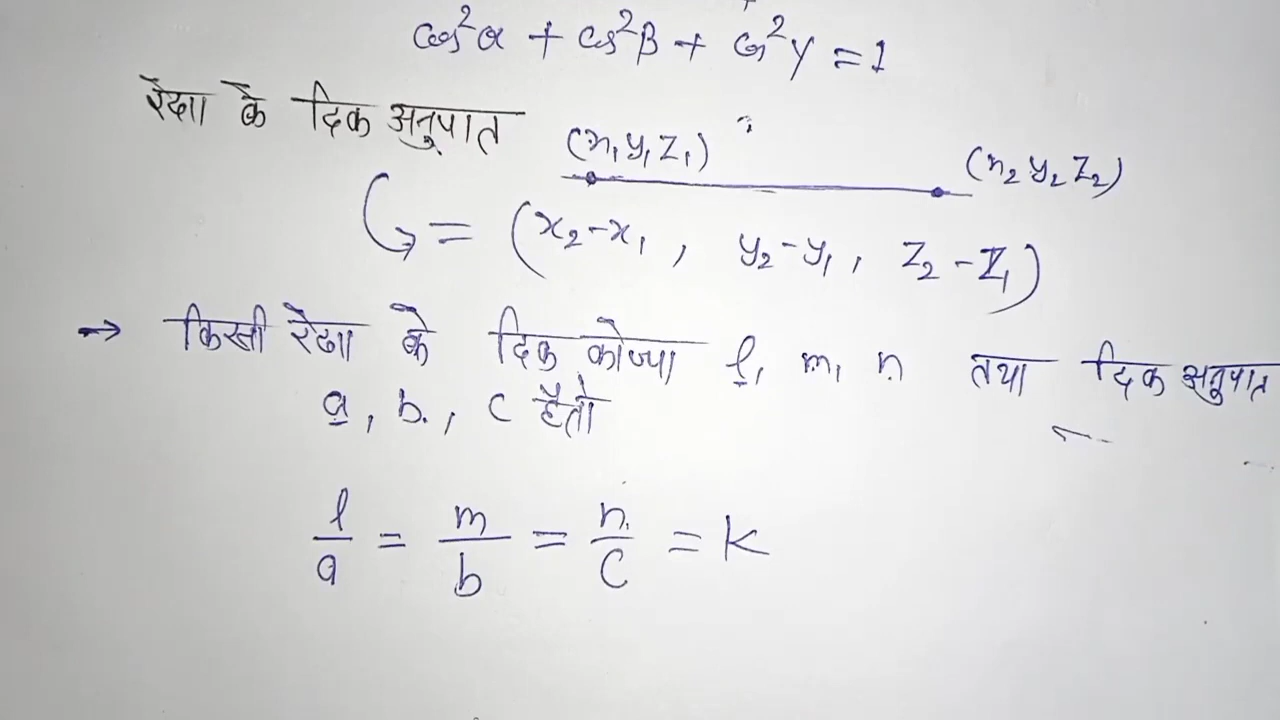 cos²α + cos²β + cos²γ = 1
रेखा के दिक अनुपात
(x₁ y₁ z₁) (x₂ y₂ z₂)
= (x₂-x₁, y₂-y₁, z₂-z₁)
→ किसी रेखा के दिक कोज्या l, m, n तथा दिक अनुपात
a, b, c है तो
l/a = m/b = n/c = K